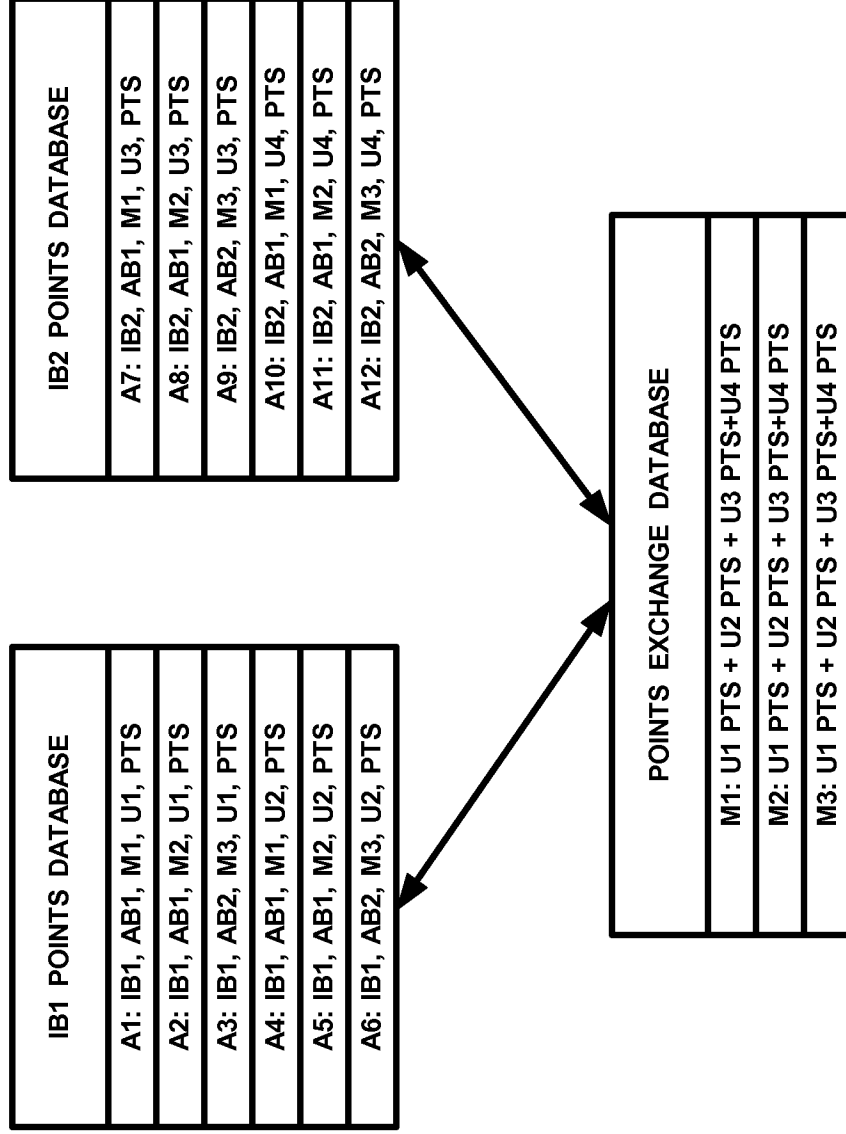 IB1 POINTS DATABASE
A1: IB1, AB1, M1, U1, PTS
A2: IB1, AB1, M2, U1, PTS
A3: IB1, AB2, M3, U1, PTS
A4: IB1, AB1, M1, U2, PTS
A5: IB1, AB1, M2, U2, PTS
A6: IB1, AB2, M3, U2, PTS
IB2 POINTS DATABASE
A7: IB2, AB1, M1, U3, PTS
A8: IB2, AB1, M2, U3, PTS
A9: IB2, AB2, M3, U3, PTS
A10: IB2, AB1, M1, U4, PTS
A11: IB2, AB1, M2, U4, PTS
A12: IB2, AB2, M3, U4, PTS
POINTS EXCHANGE DATABASE
M1: U1 PTS + U2 PTS + U3 PTS+U4 PTS
M2: U1 PTS + U2 PTS + U3 PTS+U4 PTS
M3: U1 PTS + U2 PTS + U3 PTS+U4 PTS